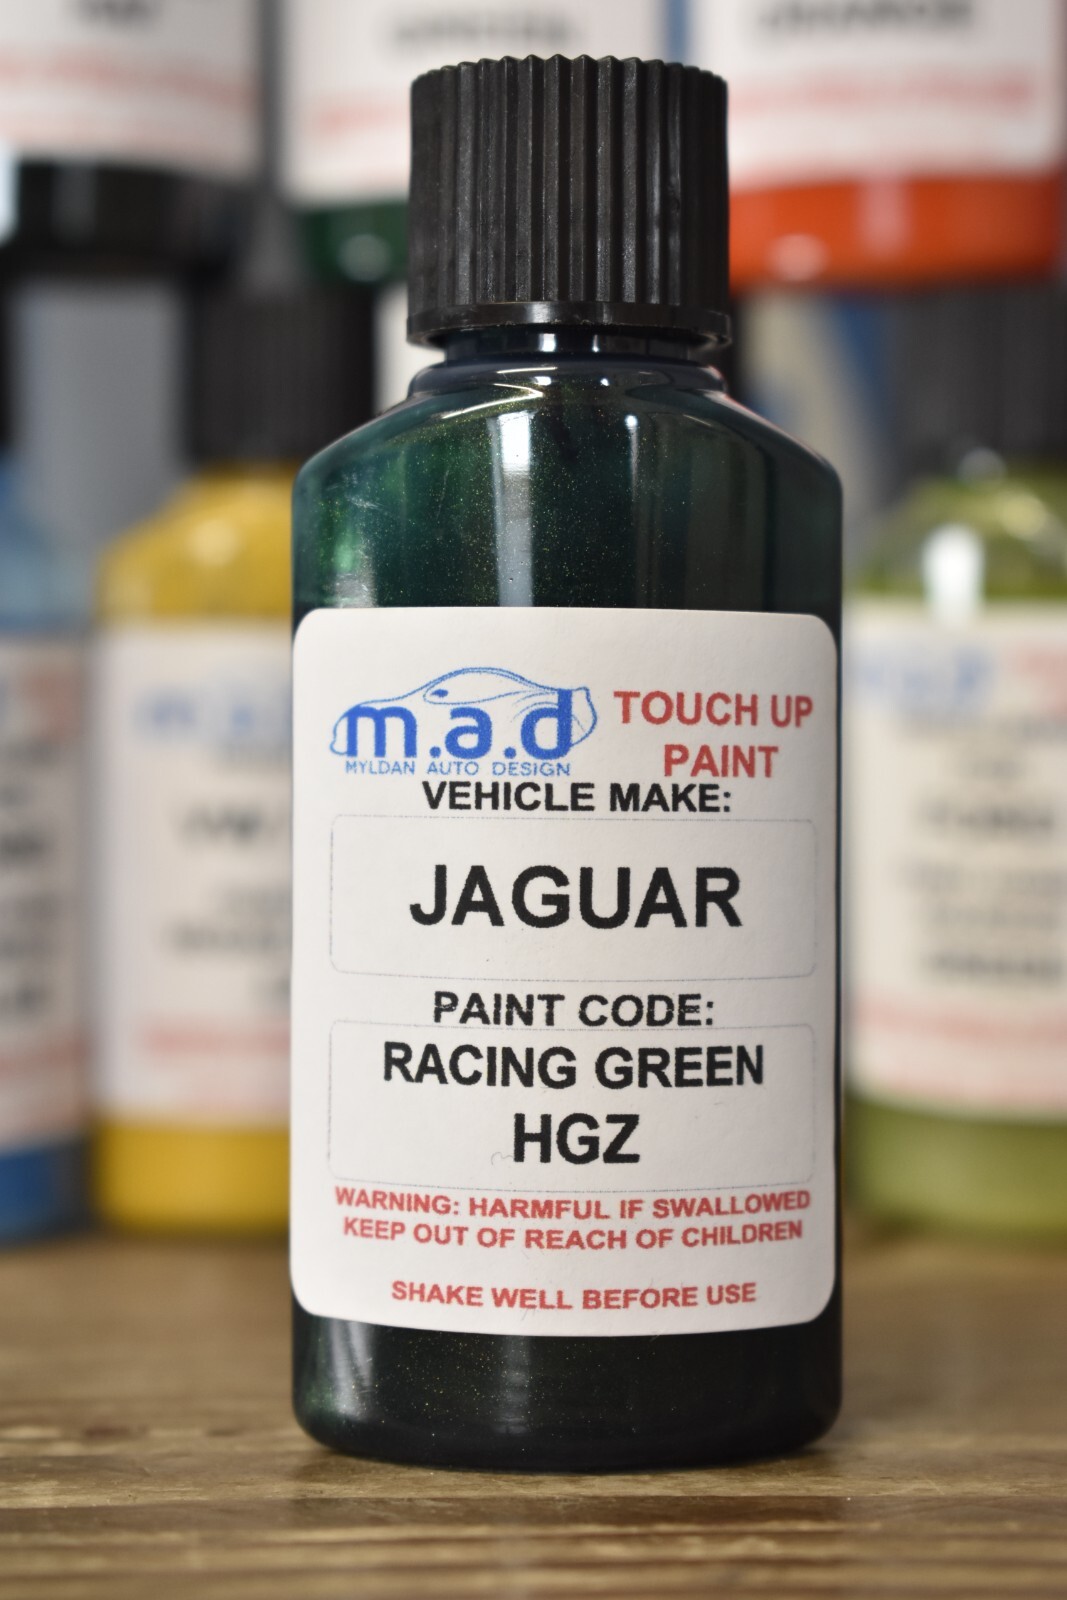 m.a.d
MYLDAN AUTO DESIGN
TOUCH UP
PAINT
VEHICLE MAKE:
JAGUAR
PAINT CODE:
RACING GREEN
HGZ
WARNING: HARMFUL IF SWALLOWED
KEEP OUT OF REACH OF CHILDREN
SHAKE WELL BEFORE USE